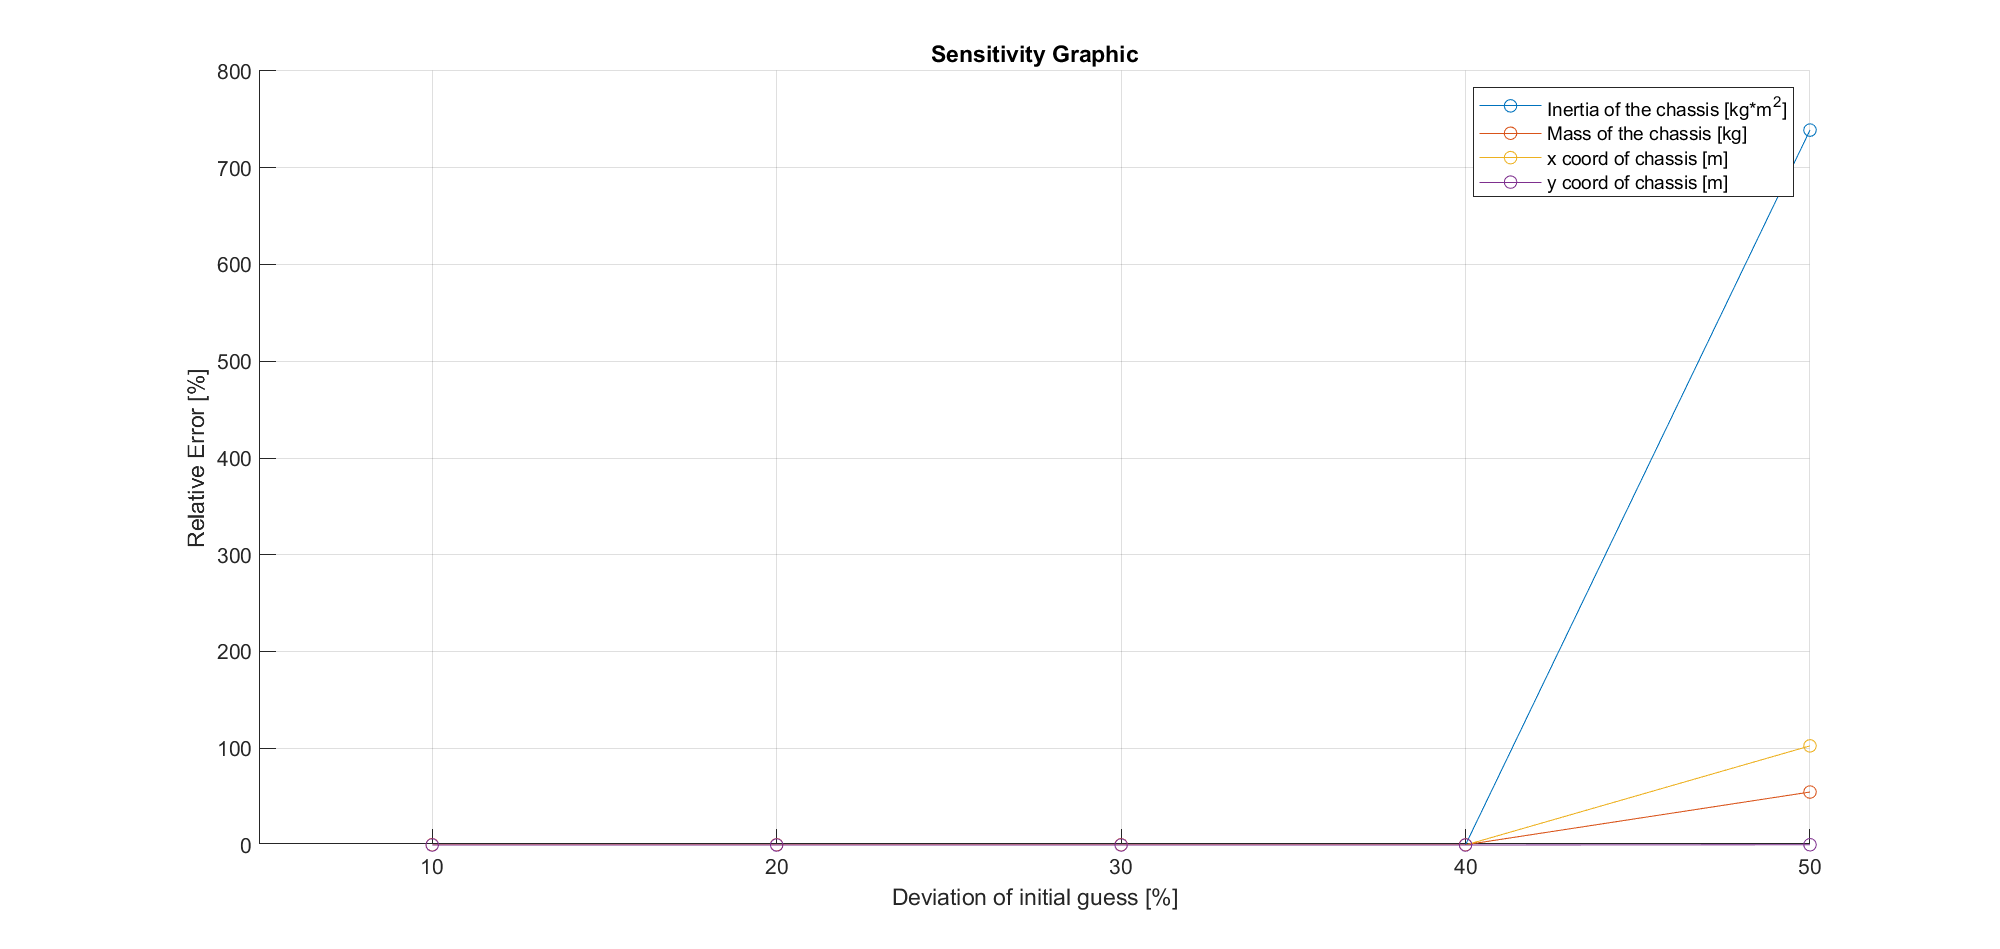 Sensitivity Graphic
800
700
600
500
400
300
200
100
0
Relative Error [%]
Inertia of the chassis [kg*m²]
Mass of the chassis [kg]
x coord of chassis [m]
y coord of chassis [m]
10 20 30 40 50
Deviation of initial guess [%]